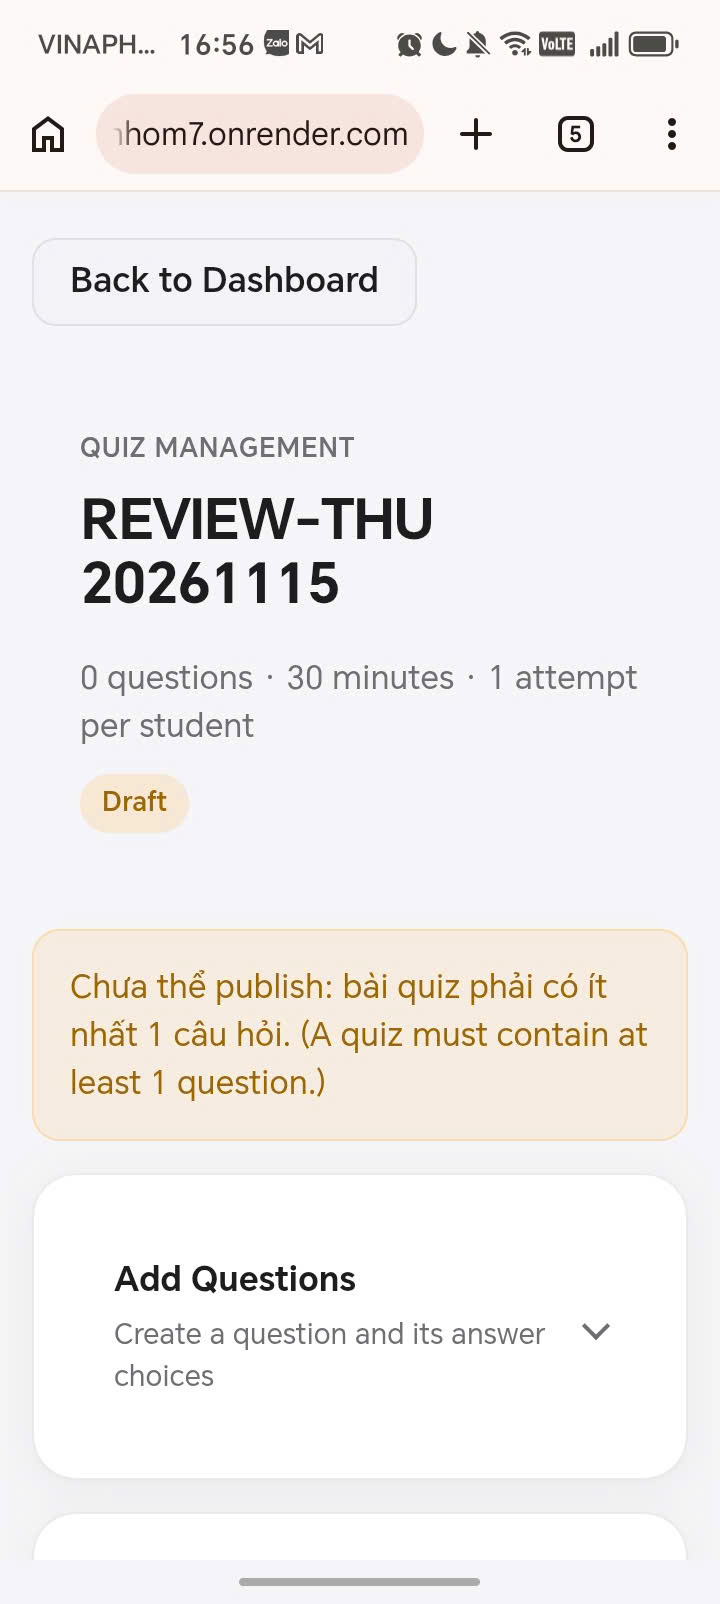 VINAPH... 16:56 Zalo VoLTE
hom7.onrender.com 5
Back to Dashboard
QUIZ MANAGEMENT
REVIEW-THU
20261115
0 questions · 30 minutes · 1 attempt
per student
Draft
Chưa thể publish: bài quiz phải có ít
nhất 1 câu hỏi. (A quiz must contain at
least 1 question.)
Add Questions
Create a question and its answer
choices